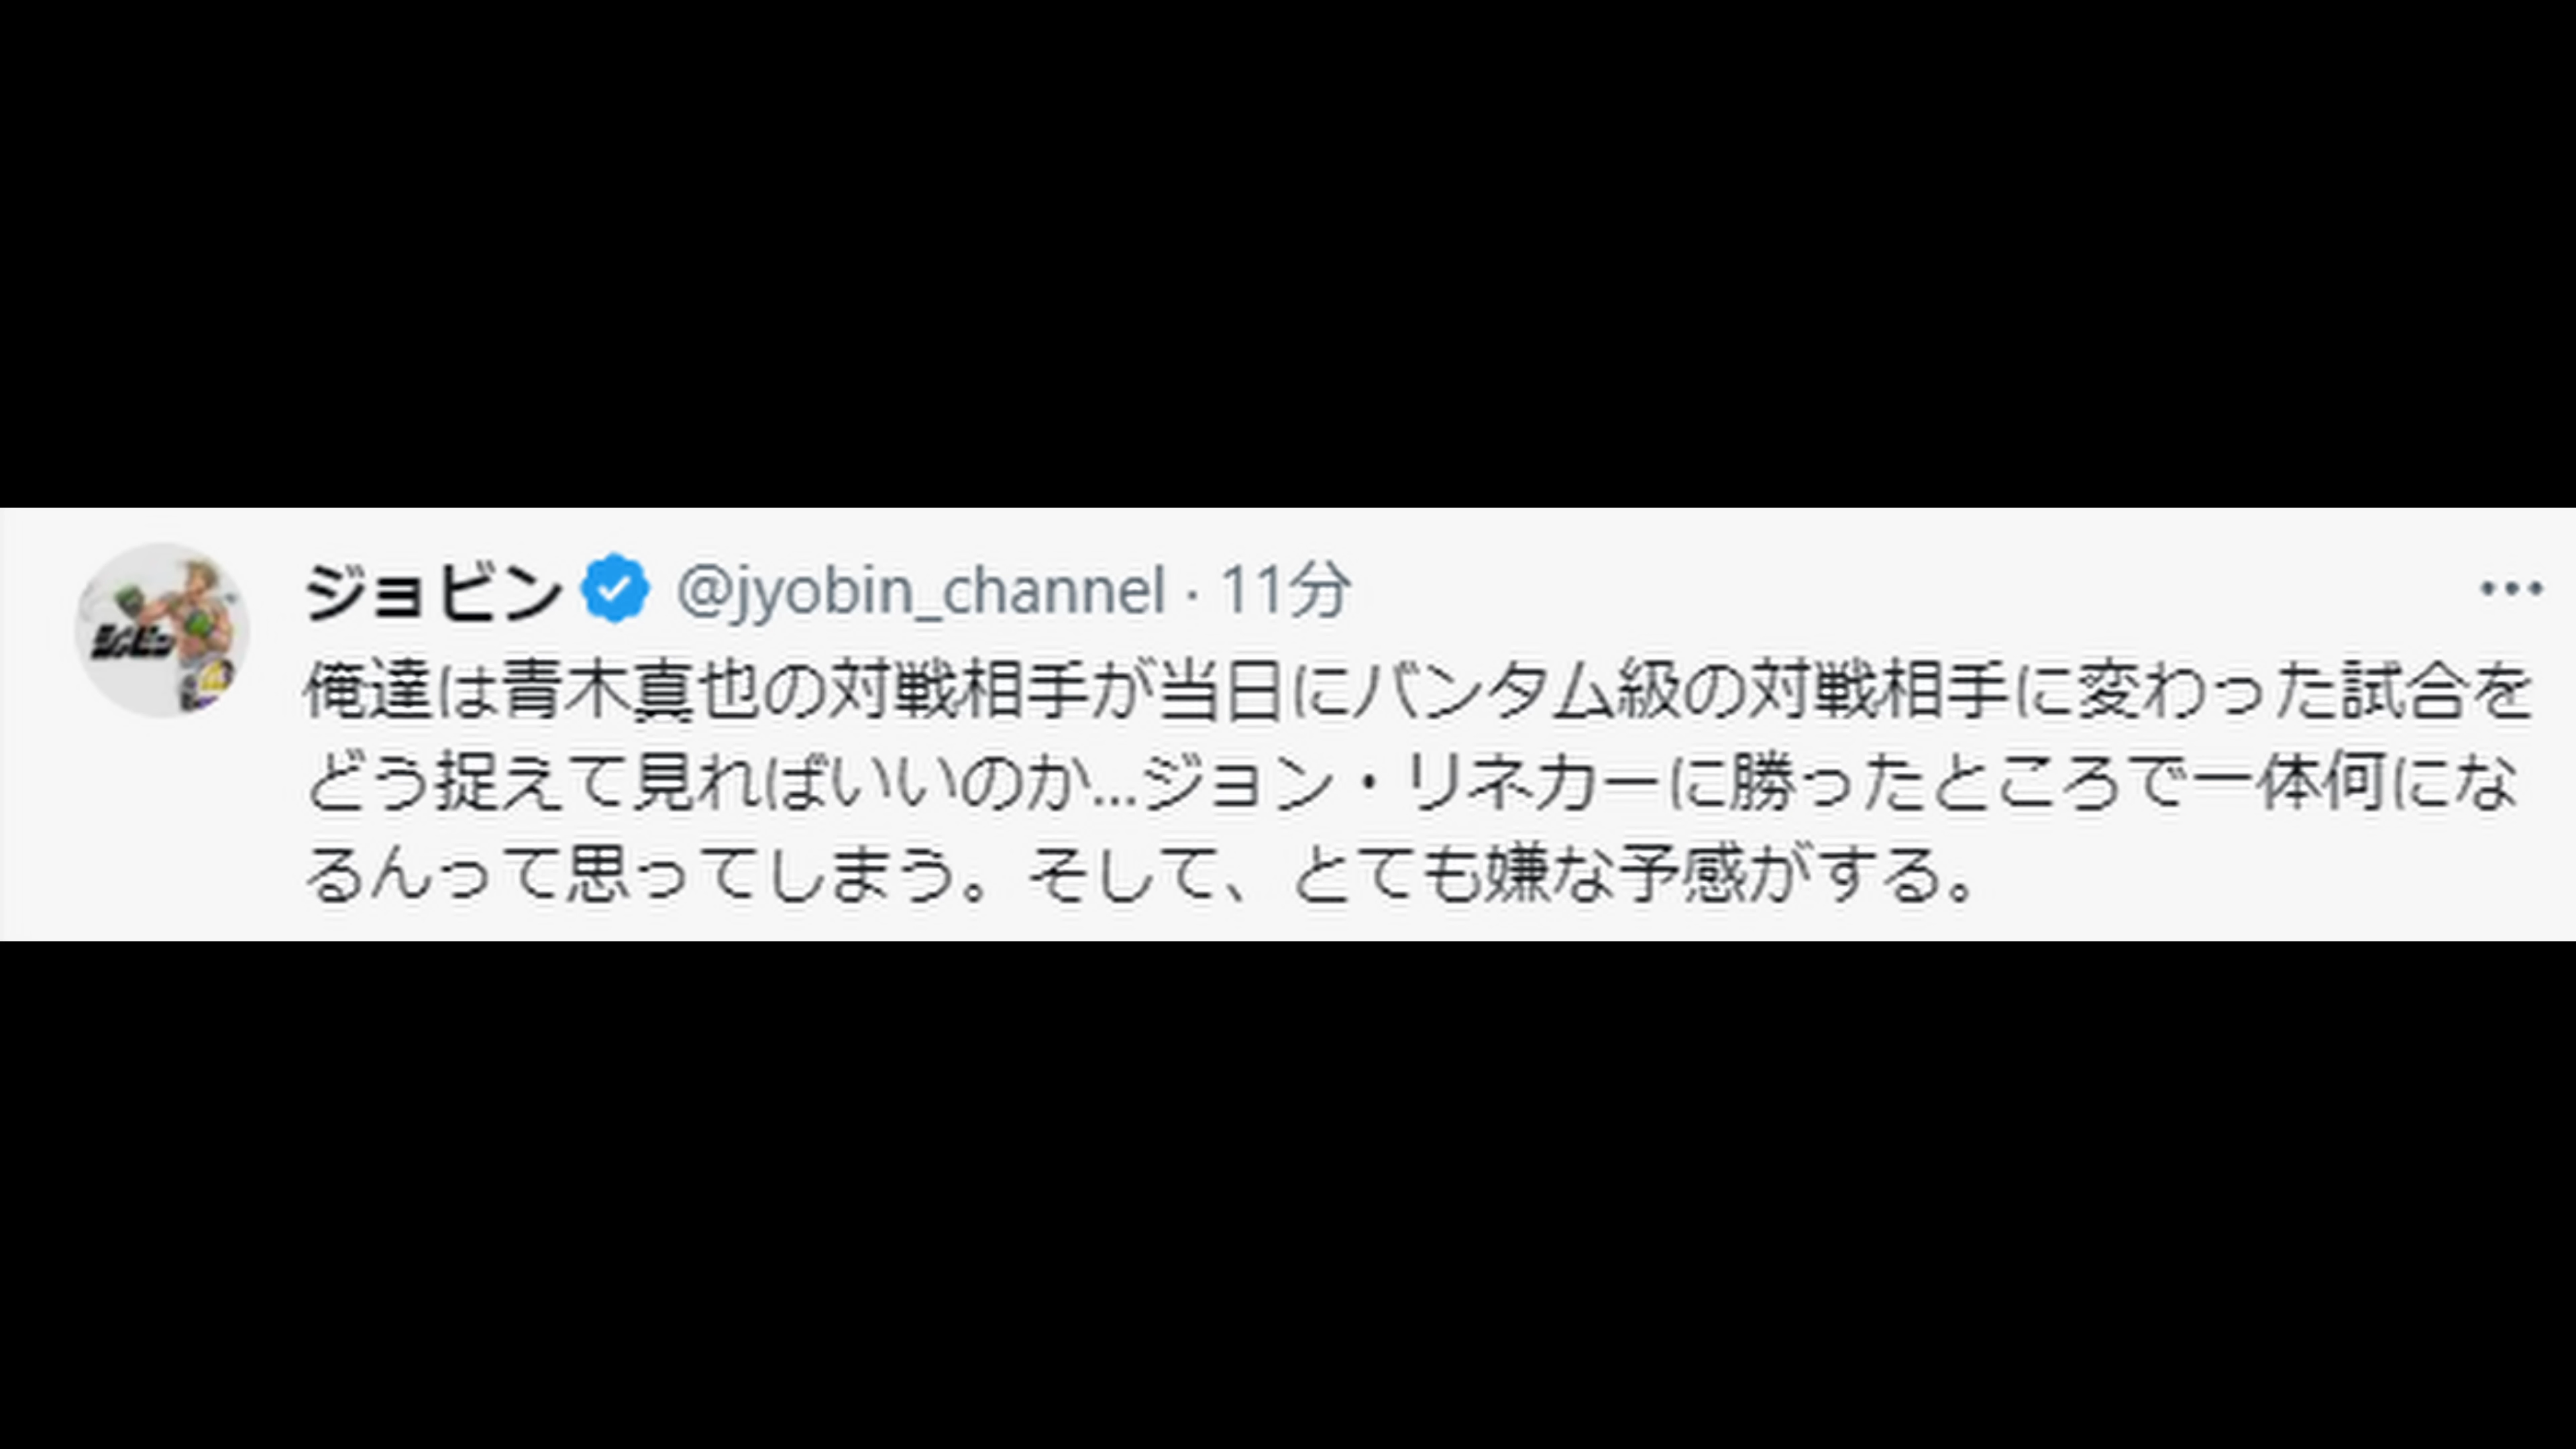 ジョビン @jyobin_channel · 11分
俺達は青木真也の対戦相手が当日にバンタム級の対戦相手に変わった試合を
どう捉えて見ればいいのか...ジョン・リネカーに勝ったところで一体何にな
るんって思ってしまう。そして、とても嫌な予感がする。
ジョビン